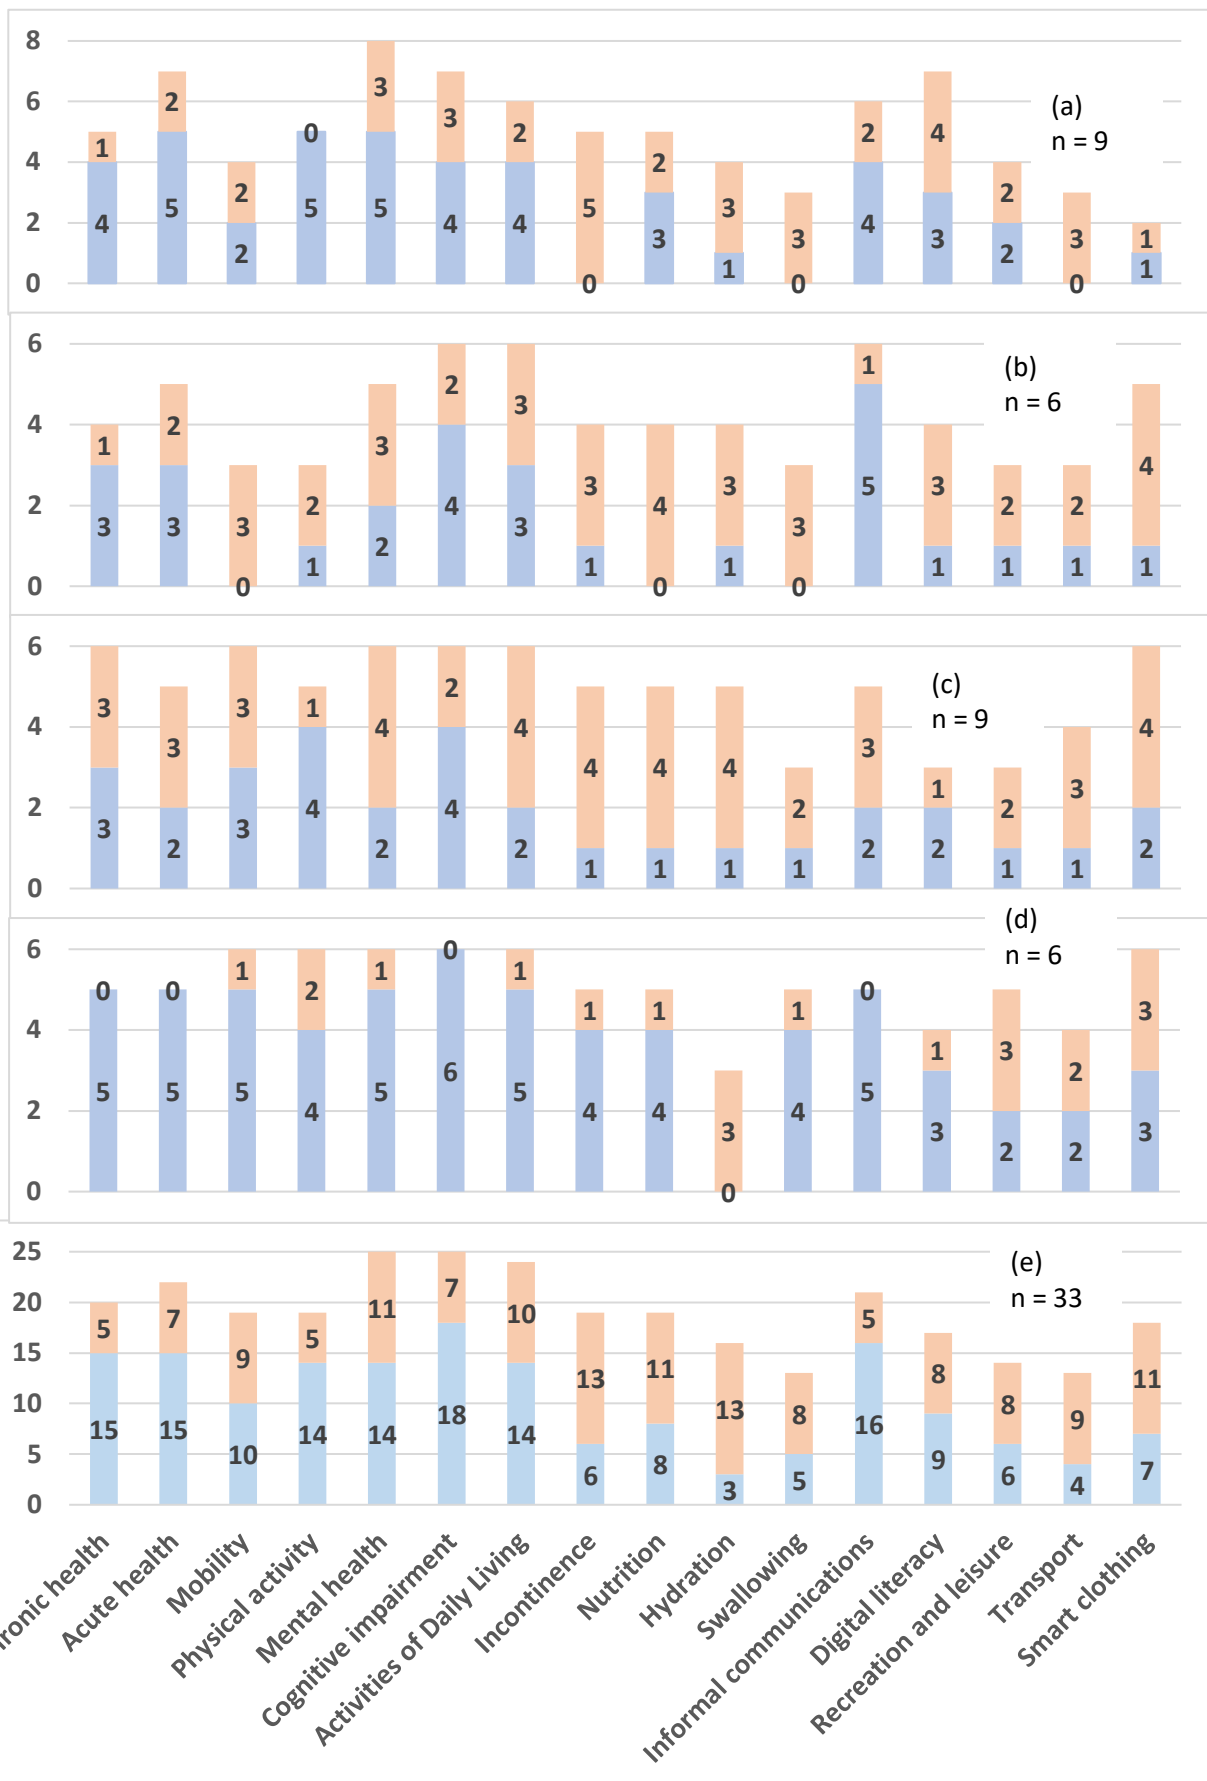 8
6
4
2
0
1 2 2 0 3 3 2 5 2 3 3 2 4 2 3 1
4 5 2 5 5 4 4 0 3 1 0 4 3 2 0 1
(a)
n = 9
6
4
2
0
1 2 3 2 3 2 3 3 4 3 3 1 3 2 2 4
3 3 0 1 2 4 3 1 0 1 0 5 1 1 1 1
(b)
n = 6
6
4
2
0
3 3 3 1 4 2 4 4 4 4 2 3 1 2 3 4
3 2 3 4 2 4 2 1 1 1 1 2 2 1 1 2
(c)
n = 9
6
4
2
0
0 0 1 2 1 0 1 1 1 3 1 0 1 3 2 3
5 5 5 4 5 6 5 4 4 0 4 5 3 2 2 3
(d)
n = 6
25
20
15
10
5
0
5 7 9 5 11 7 10 13 11 13 8 5 8 8 9 11
15 15 10 14 14 18 14 6 8 3 5 16 9 6 4 7
(e)
n = 33
ronic health
Acute health
Mobility
Physical activity
Mental health
Cognitive impairment
Activities of Daily Living
Incontinence
Nutrition
Hydration
Swallowing
Informal communications
Digital literacy
Recreation and leisure
Transport
Smart clothing